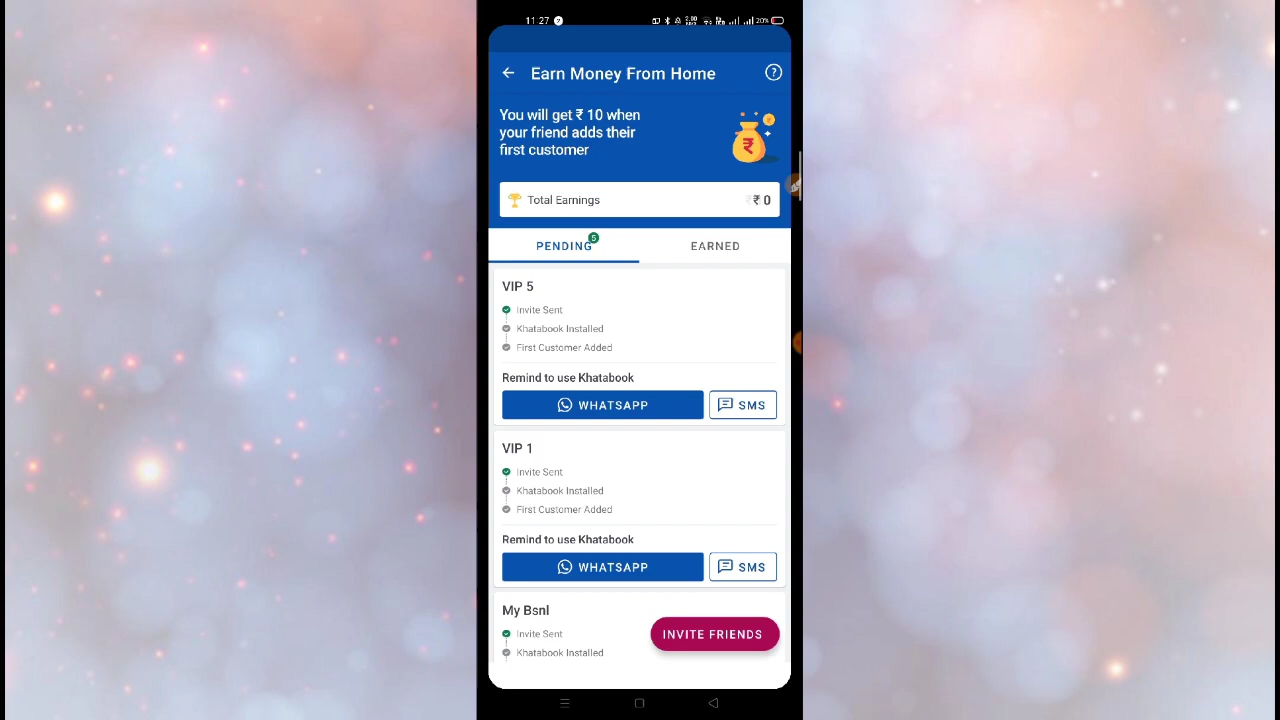 11:27
20%
Earn Money From Home
You will get ₹ 10 when
your friend adds their
first customer
Total Earnings ₹ 0
PENDING 5 EARNED
VIP 5
Invite Sent
Khatabook Installed
First Customer Added
Remind to use Khatabook
WHATSAPP SMS
VIP 1
Invite Sent
Khatabook Installed
First Customer Added
Remind to use Khatabook
WHATSAPP SMS
My Bsnl
Invite Sent
INVITE FRIENDS
Khatabook Installed